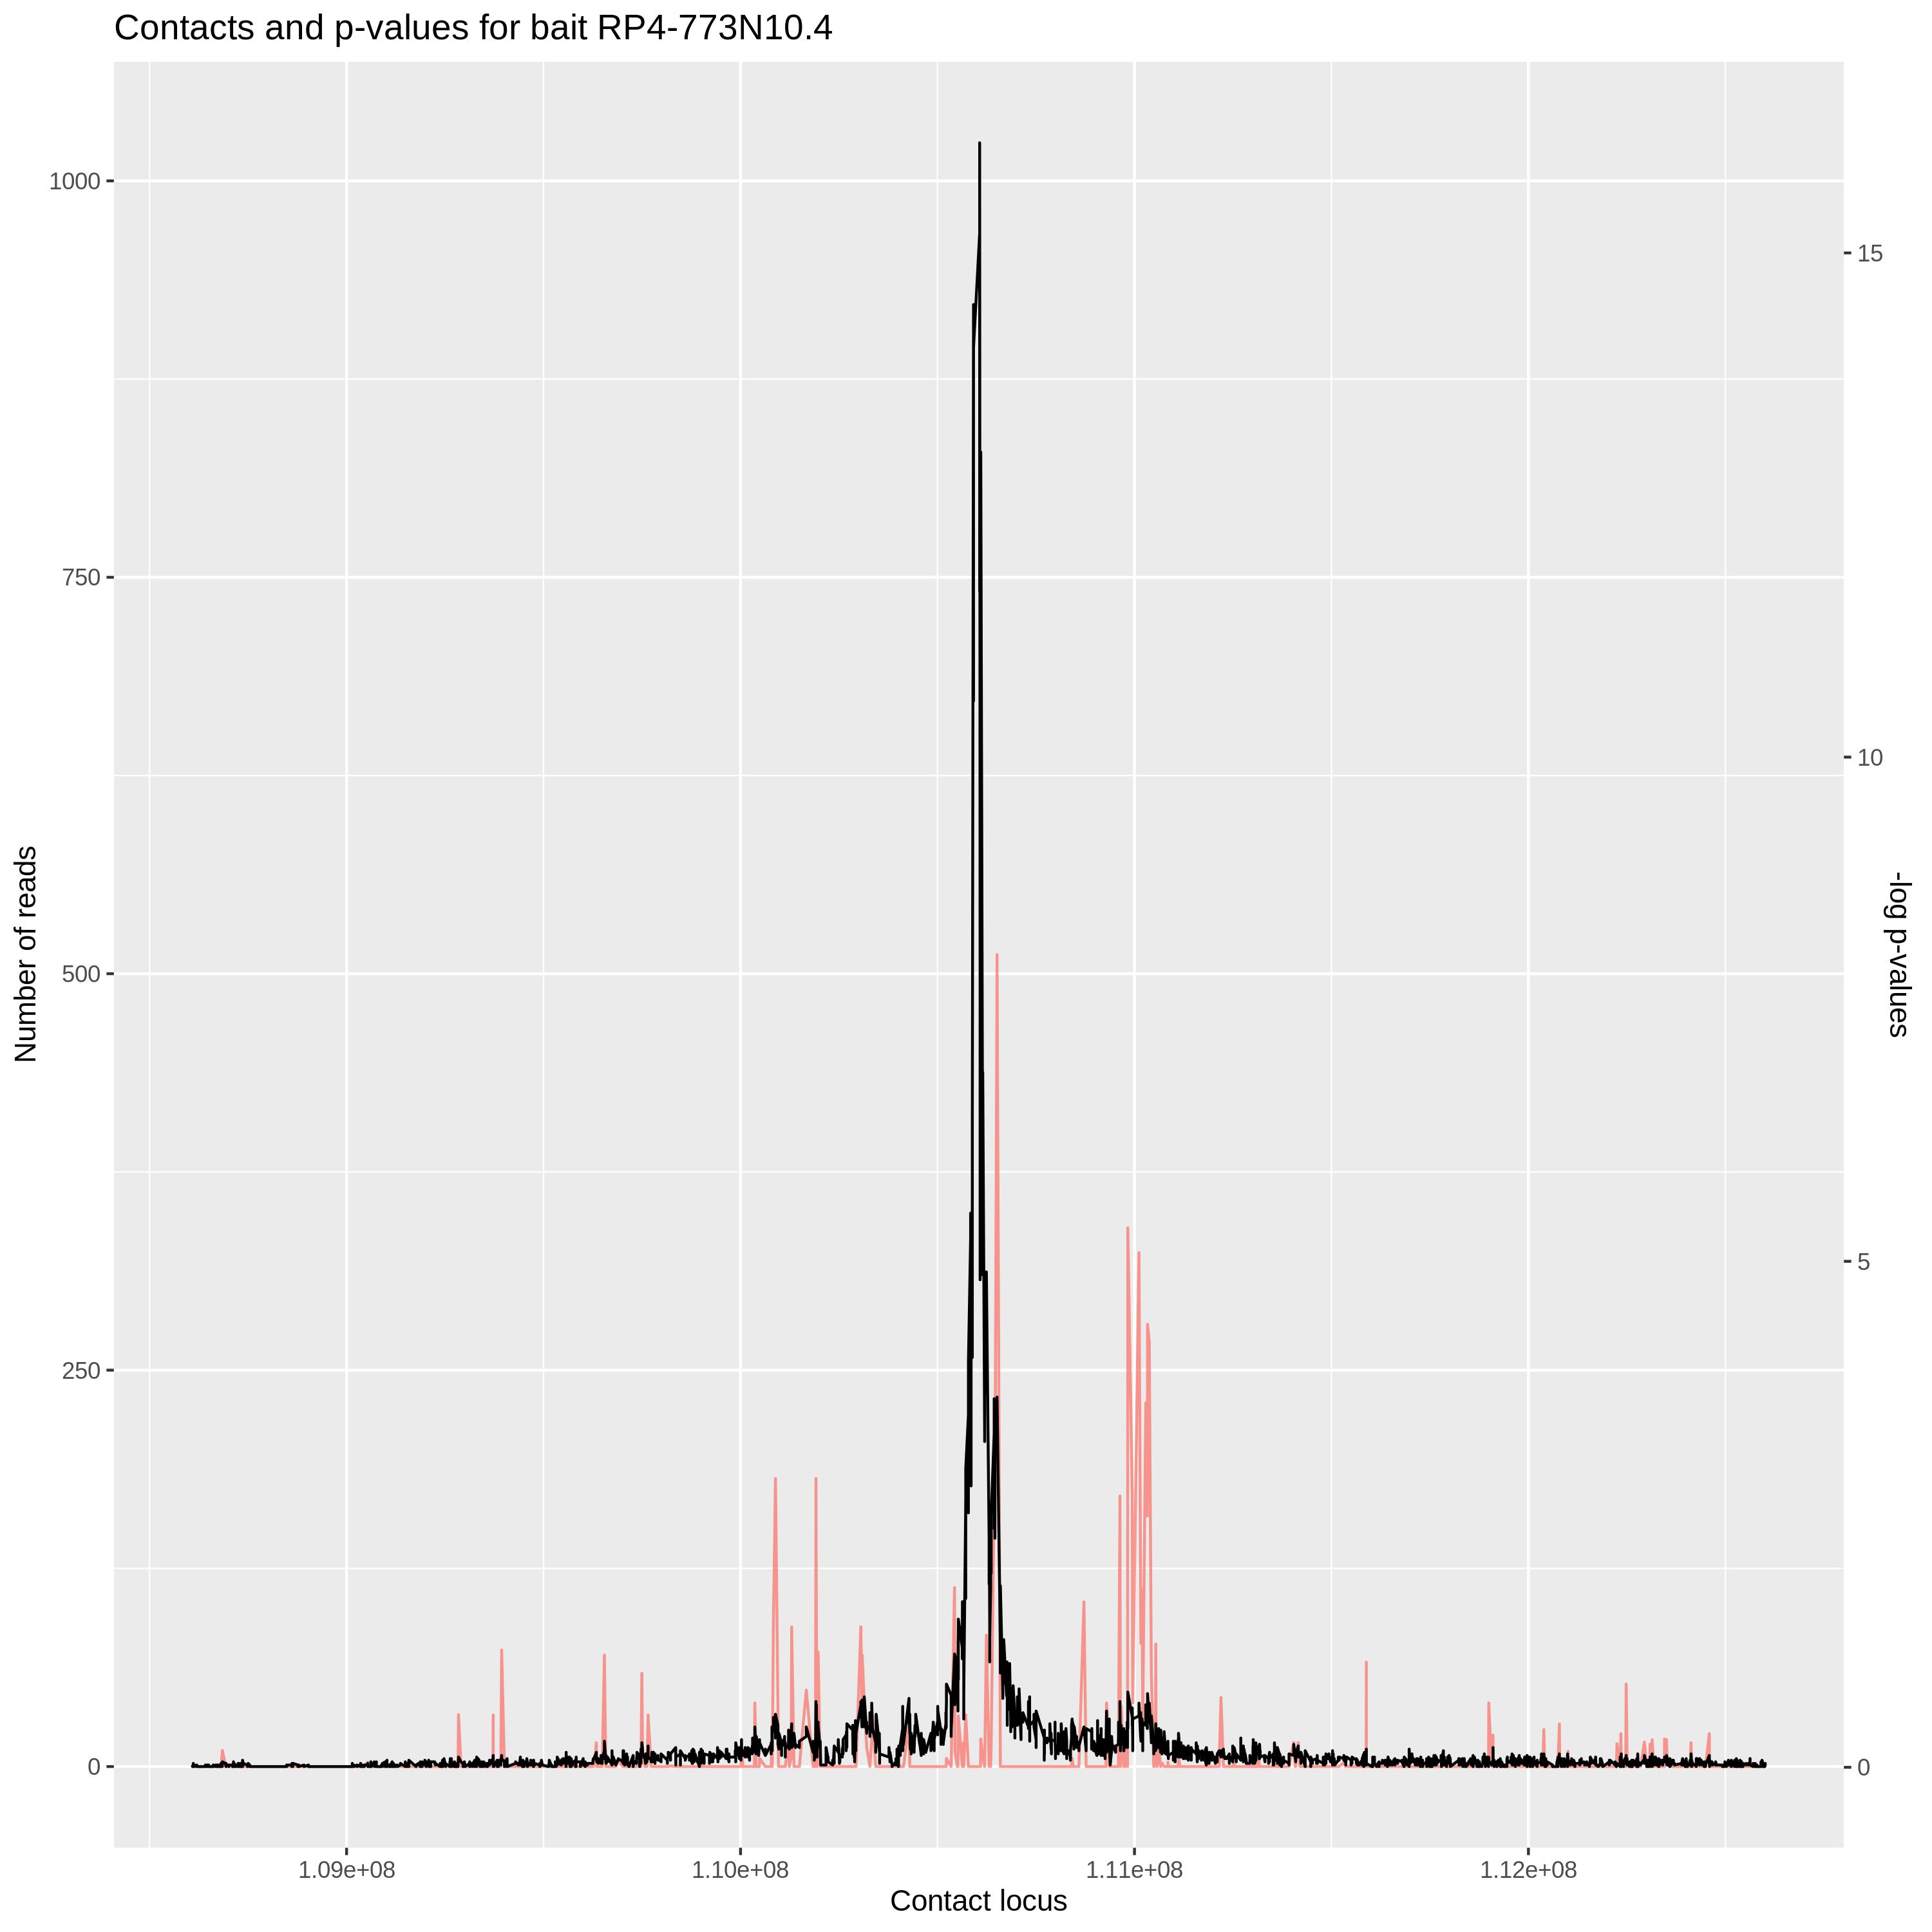 Contacts and p-values for bait RP4-773N10.4
1000
750
500
250
0
Number of reads
15
10
5
0
-log p-values
1.09e+08
1.10e+08
1.11e+08
1.12e+08
Contact locus